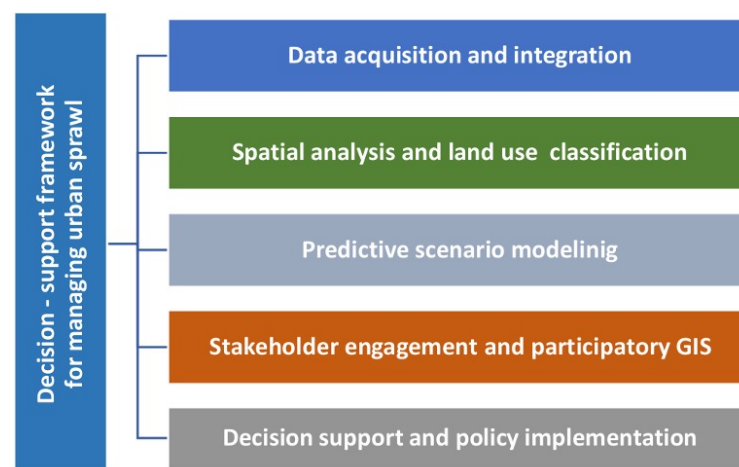 Decision - support framework
for managing urban sprawl
Data acquisition and integration
Spatial analysis and land use classification
Predictive scenario modelinig
Stakeholder engagement and participatory GIS
Decision support and policy implementation